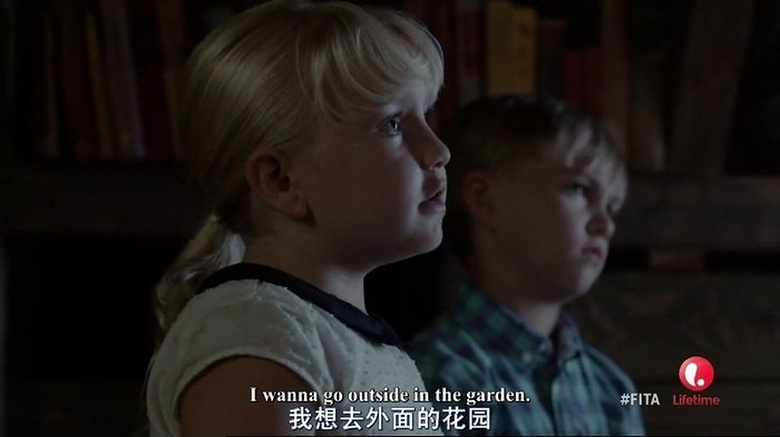 I wanna go outside in the garden.
我想去外面的花园
#FITA
Lifetime